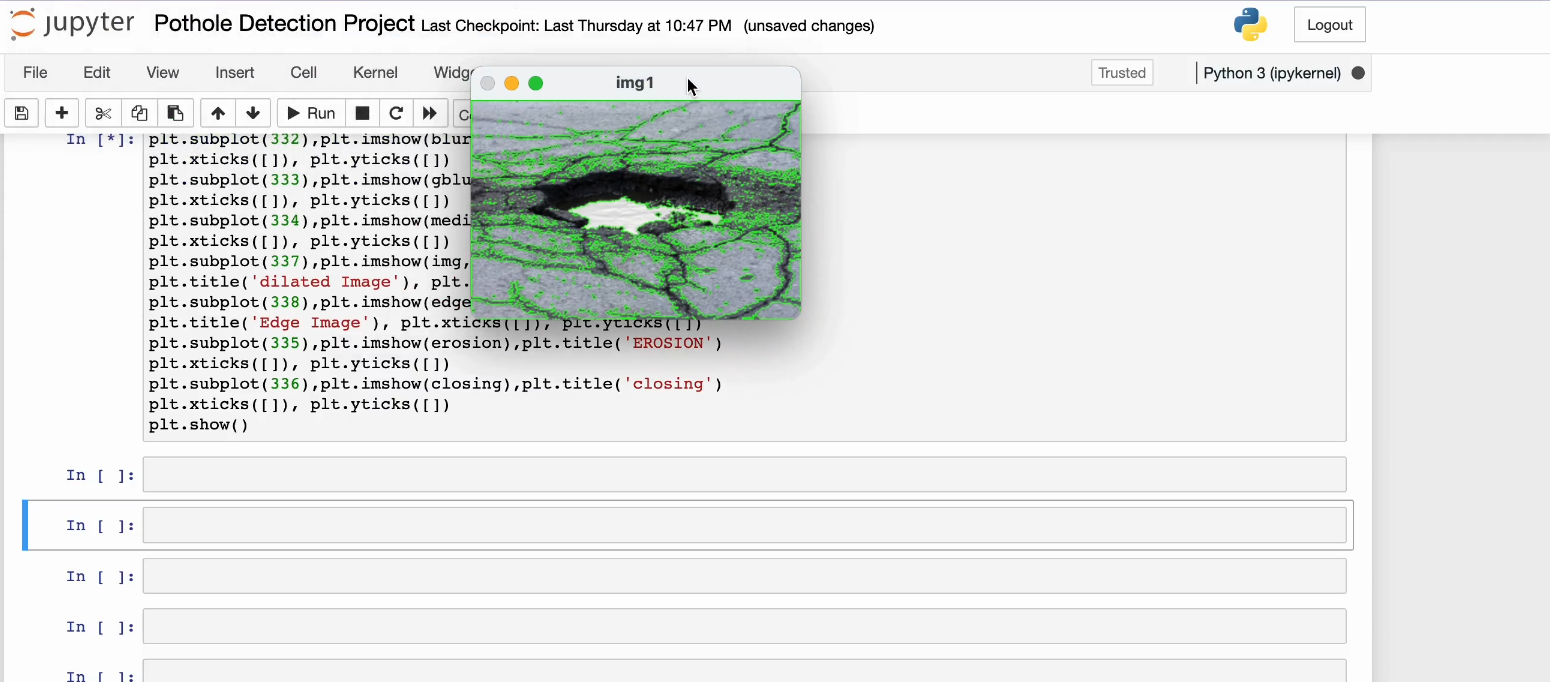 jupyter Pothole Detection Project Last Checkpoint: Last Thursday at 10:47 PM (unsaved changes) Logout
File Edit View Insert Cell Kernel Widg Trusted Python 3 (ipykernel)
img1
Run
In [*]: plt.subplot(332),plt.imshow(blur
plt.xticks([]), plt.yticks([])
plt.subplot(333),plt.imshow(gblu
plt.xticks([]), plt.yticks([])
plt.subplot(334),plt.imshow(medi
plt.xticks([]), plt.yticks([])
plt.subplot(337),plt.imshow(img,
plt.title('dilated Image'), plt.
plt.subplot(338),plt.imshow(edge
plt.title('Edge Image'), plt.xticks([]), plt.yticks([])
plt.subplot(335),plt.imshow(erosion),plt.title('EROSION')
plt.xticks([]), plt.yticks([])
plt.subplot(336),plt.imshow(closing),plt.title('closing')
plt.xticks([]), plt.yticks([])
plt.show()
In [ ]:
In [ ]:
In [ ]:
In [ ]:
In [ ]: